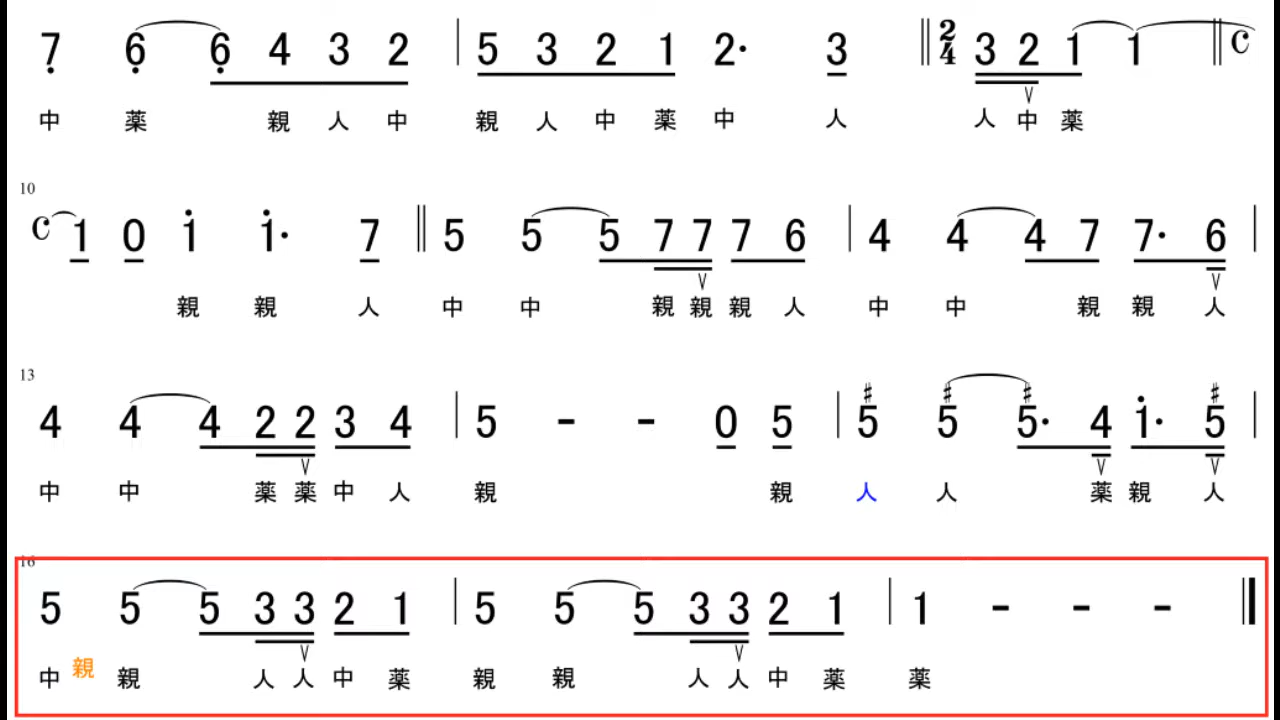 7 6 6 4 3 2 | 5 3 2 1 2· 3 || 2/4 3 2 1 1 || C
中 薬 親 人 中 親 人 中 薬 中 人 人 中 薬
10
C 1 0 1 1· 7 || 5 5 5 7 7 7 6 | 4 4 4 7 7· 6 |
親 親 人 中 中 親 親 親 人 中 中 親 親 人
13
4 4 4 2 2 3 4 | 5 - - 0 5 | #5 #5 #5· 4 1· #5 |
中 中 薬 薬 中 人 親 親 人 人 薬 親 人
16
5 5 5 3 3 2 1 | 5 5 5 3 3 2 1 | 1 - - - ||
中 親 親 人 人 中 薬 親 親 人 人 中 薬 薬